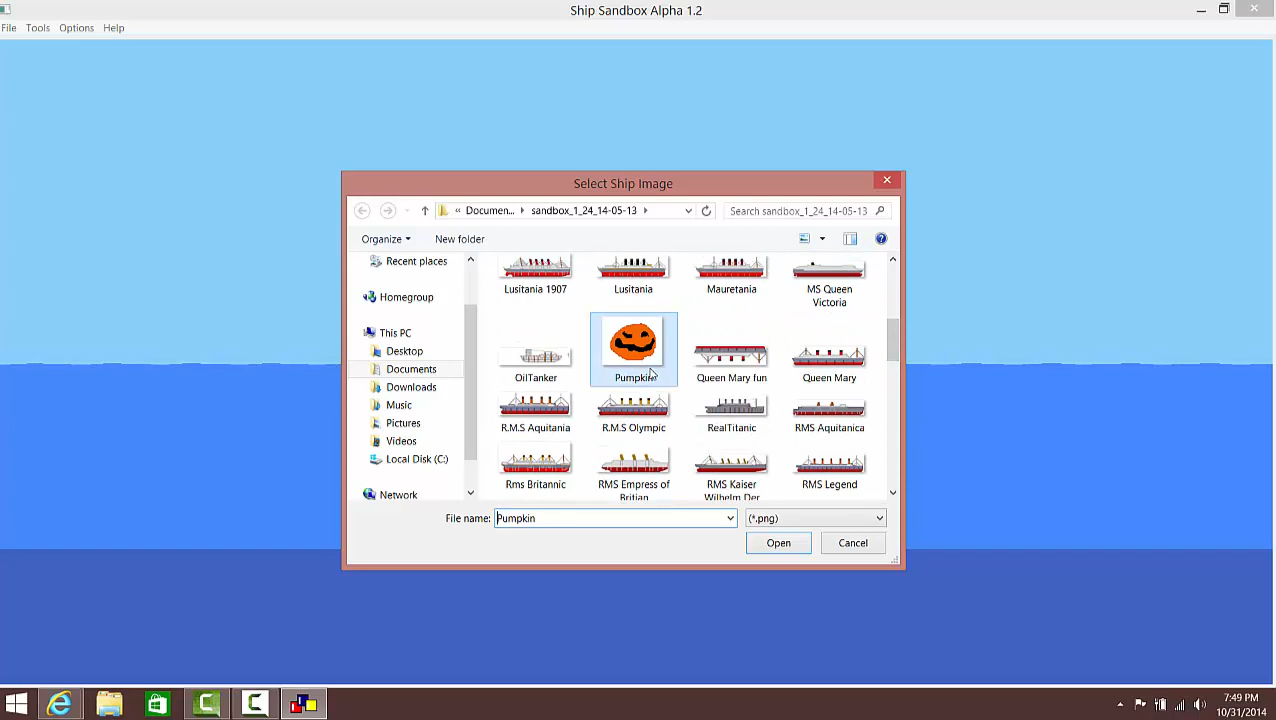 Ship Sandbox Alpha 1.2
File Tools Options Help
Select Ship Image
« Documen... sandbox_1_24_14-05-13 Search sandbox_1_24_14-05-13
Organize New folder
Recent places
Homegroup
This PC
Desktop
Documents
Downloads
Music
Pictures
Videos
Local Disk (C:)
Network
Lusitania 1907 Lusitania Mauretania MS Queen
Victoria
OilTanker Pumpkin Queen Mary fun Queen Mary
R.M.S Aquitania R.M.S Olympic RealTitanic RMS Aquitanica
Rms Britannic RMS Empress of RMS Kaiser RMS Legend
Britian Wilhelm Der
File name: Pumpkin (*.png)
Open Cancel
7:49 PM
10/31/2014